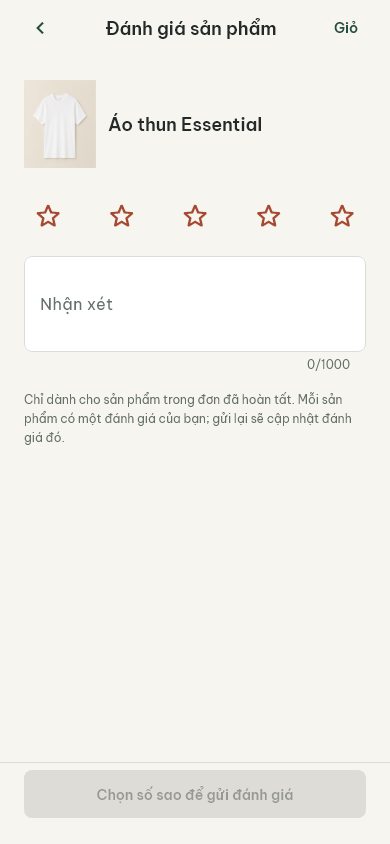 Đánh giá sản phẩm
Giỏ
Áo thun Essential
Nhận xét
0/1000
Chỉ dành cho sản phẩm trong đơn đã hoàn tất. Mỗi sản
phẩm có một đánh giá của bạn; gửi lại sẽ cập nhật đánh
giá đó.
Chọn số sao để gửi đánh giá